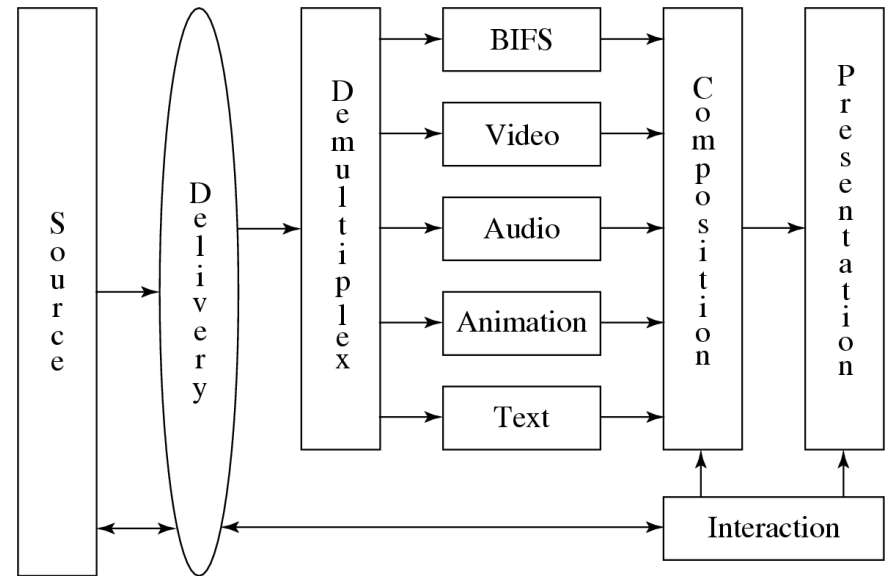 Source
Delivery
Demultiplex
BIFS
Video
Audio
Animation
Text
Composition
Presentation
Interaction